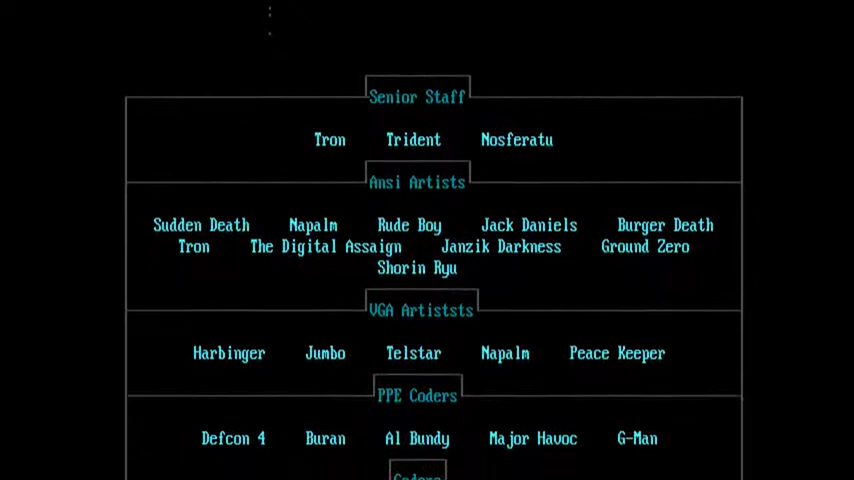 Senior Staff
Tron Trident Nosferatu
Ansi Artists
Sudden Death Napalm Rude Boy Jack Daniels Burger Death
Tron The Digital Assaign Janzik Darkness Ground Zero
Shorin Ryu
VGA Artiststs
Harbinger Jumbo Telstar Napalm Peace Keeper
PPE Coders
Defcon 4 Buran Al Bundy Major Havoc G-Man
Coders